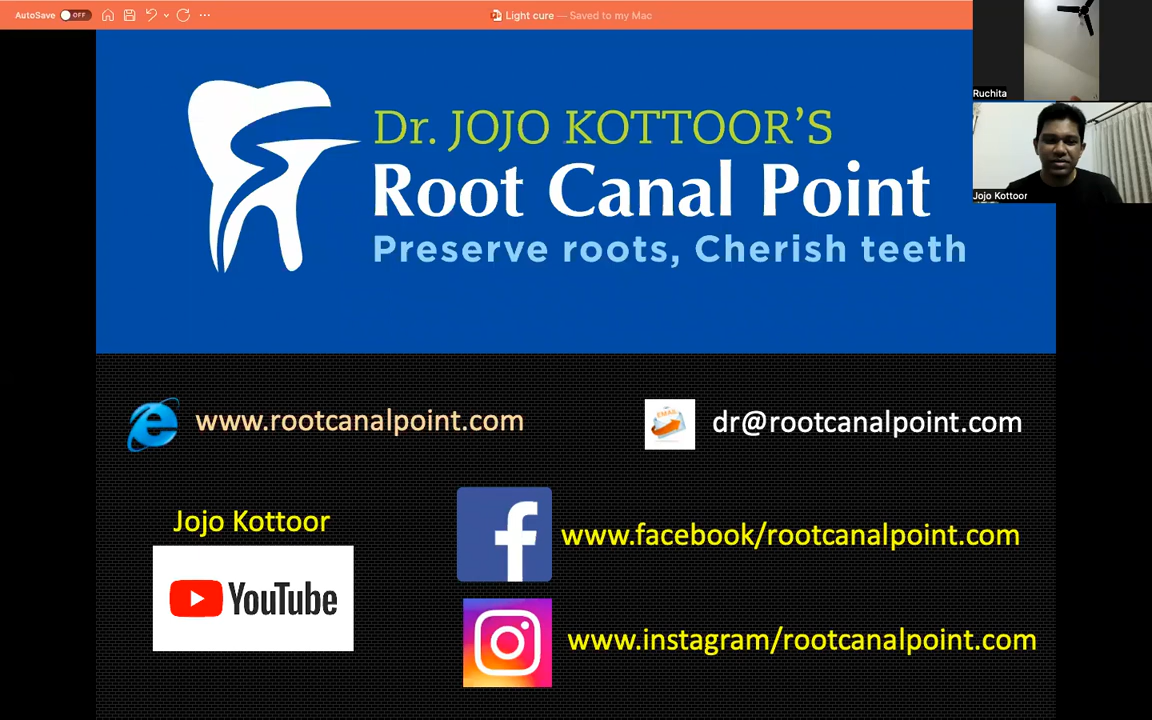 AutoSave OFF
Light cure — Saved to my Mac
Ruchita
Dr. JOJO KOTTOOR'S
Root Canal Point
Preserve roots, Cherish teeth
Jojo Kottoor
www.rootcanalpoint.com
EMAIL
dr@rootcanalpoint.com
Jojo Kottoor
YouTube
www.facebook/rootcanalpoint.com
www.instagram/rootcanalpoint.com